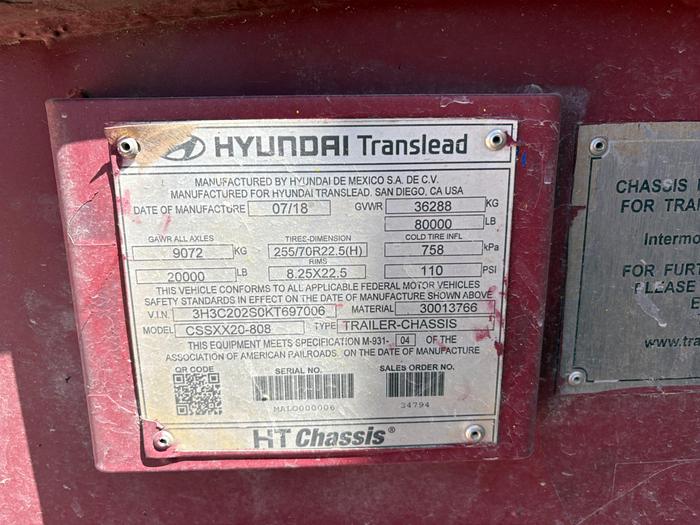 HYUNDAI Translead
MANUFACTURED BY HYUNDAI DE MEXICO S.A. DE C.V.
MANUFACTURED FOR HYUNDAI TRANSLEAD, SAN DIEGO, CA USA
DATE OF MANUFACTURE 07/18 GVWR 36288 KG
80000 LB
GAWR ALL AXLES TIRES-DIMENSION COLD TIRE INFL
9072 KG 255/70R22.5(H) 758 kPa
RIMS
20000 LB 8.25X22.5 110 PSI
THIS VEHICLE CONFORMS TO ALL APPLICABLE FEDERAL MOTOR VEHICLES
SAFETY STANDARDS IN EFFECT ON THE DATE OF MANUFACTURE SHOWN ABOVE
V.I.N. 3H3C202S0KT697006 MATERIAL 30013766
MODEL CSSXX20-808 TYPE TRAILER-CHASSIS
THIS EQUIPMENT MEETS SPECIFICATION M-931- 04 OF THE
ASSOCIATION OF AMERICAN RAILROADS. ON THE DATE OF MANUFACTURE
QR CODE SERIAL NO. SALES ORDER NO.
MALO000006 34794
HT Chassis®
CHASSIS
FOR TRA
Intermo
FOR FURT
PLEASE
E
www.tra